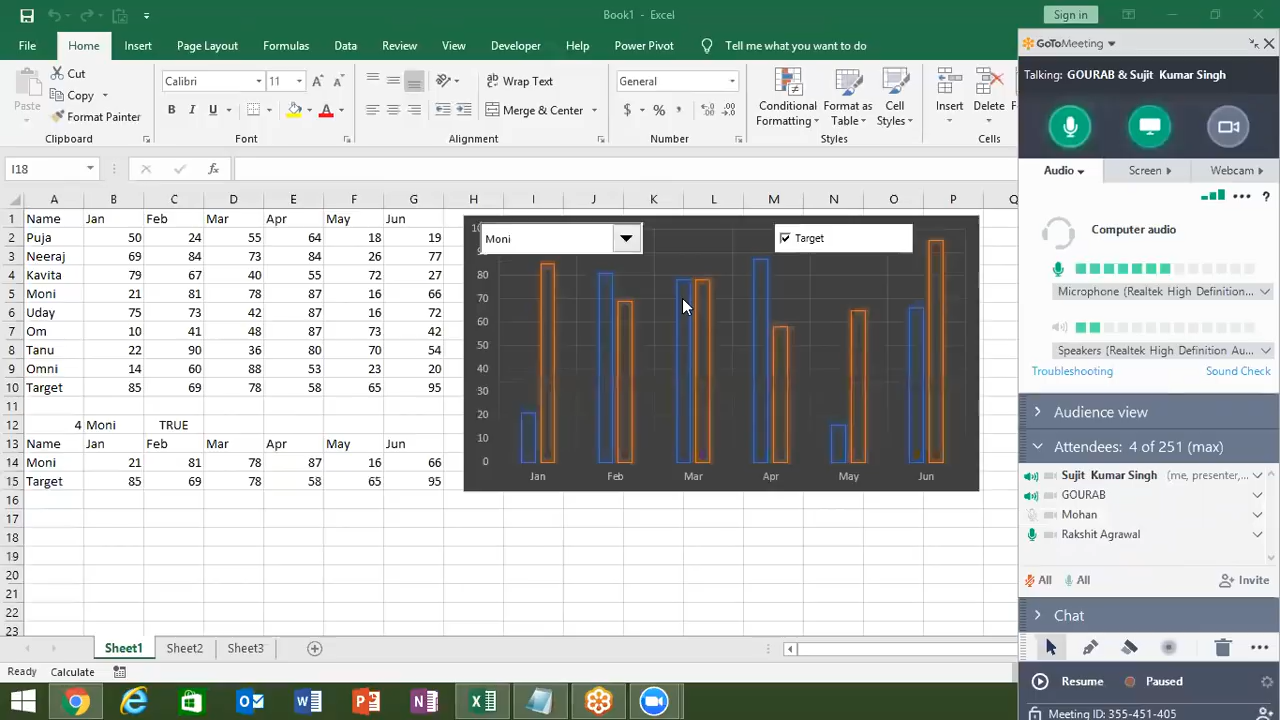 Book1 - Excel
Sign in
File Home Insert Page Layout Formulas Data Review View Developer Help Power Pivot Tell me what you want to do
Paste
Cut
Copy
Format Painter
Clipboard
Calibri 11
B I U
Font
Wrap Text
Merge & Center
Alignment
General
$ % ,
Number
Conditional Formatting
Format as Table
Cell Styles
Styles
Insert
Delete
Cells
I18
fx
A B C D E F G H I J K L M N O P Q
1 Name Jan Feb Mar Apr May Jun
2 Puja 50 24 55 64 18 19
3 Neeraj 69 84 73 84 26 77
4 Kavita 79 67 40 55 72 27
5 Moni 21 81 78 87 16 66
6 Uday 75 73 42 87 16 72
7 Om 10 41 48 87 73 42
8 Tanu 22 90 36 80 70 54
9 Omni 14 60 88 53 23 20
10 Target 85 69 78 58 65 95
11
12 4 Moni TRUE
13 Name Jan Feb Mar Apr May Jun
14 Moni 21 81 78 87 16 66
15 Target 85 69 78 58 65 95
16
17
18
19
20
21
22
23
Moni
Target
80
70
60
50
40
30
20
10
0
Jan Feb Mar Apr May Jun
Sheet1 Sheet2 Sheet3
Ready Calculate
GoToMeeting
Talking: GOURAB & Sujit Kumar Singh
Audio Screen Webcam
?
Computer audio
Microphone (Realtek High Definition...
Speakers (Realtek High Definition Au...
Troubleshooting Sound Check
Audience view
Attendees: 4 of 251 (max)
Sujit Kumar Singh (me, presenter,...
GOURAB
Mohan
Rakshit Agrawal
All All Invite
Chat
Resume Paused
Meeting ID: 355-451-405